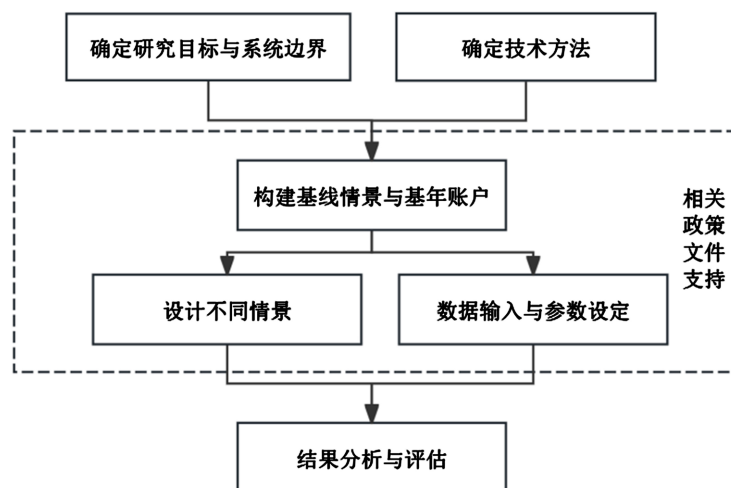 确定研究目标与系统边界
确定技术方法
构建基线情景与基年账户
相关
政策
文件
支持
设计不同情景
数据输入与参数设定
结果分析与评估